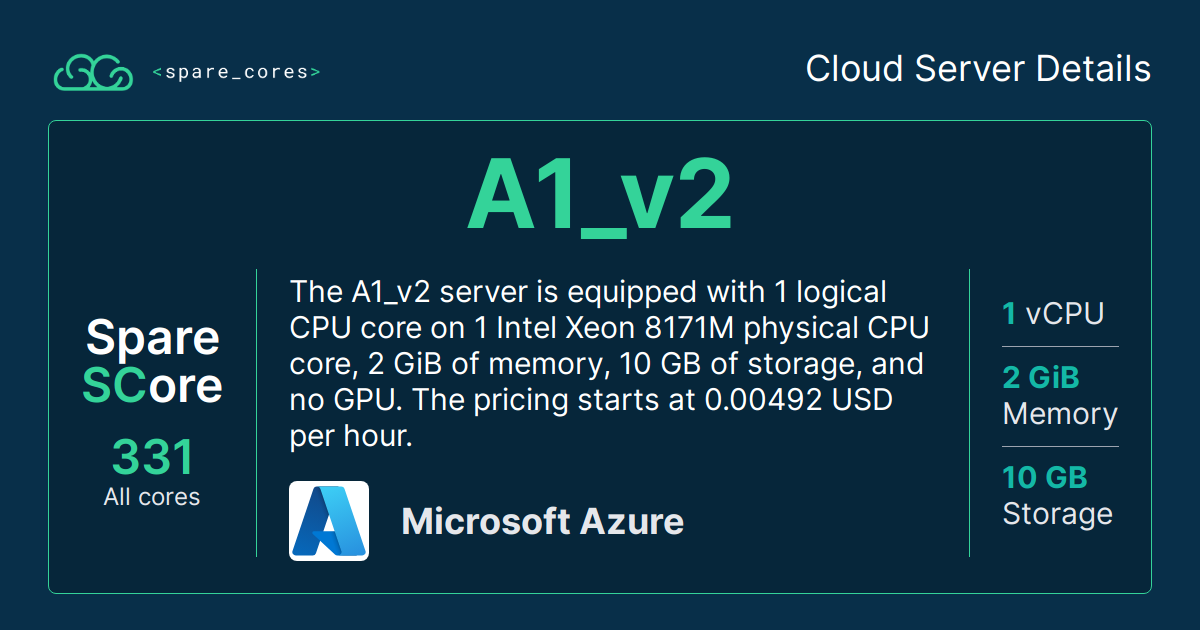 <spare_cores>
Cloud Server Details
A1_v2
Spare
SCore
331
All cores
The A1_v2 server is equipped with 1 logical
CPU core on 1 Intel Xeon 8171M physical CPU
core, 2 GiB of memory, 10 GB of storage, and
no GPU. The pricing starts at 0.00492 USD
per hour.
Microsoft Azure
1 vCPU
2 GiB
Memory
10 GB
Storage